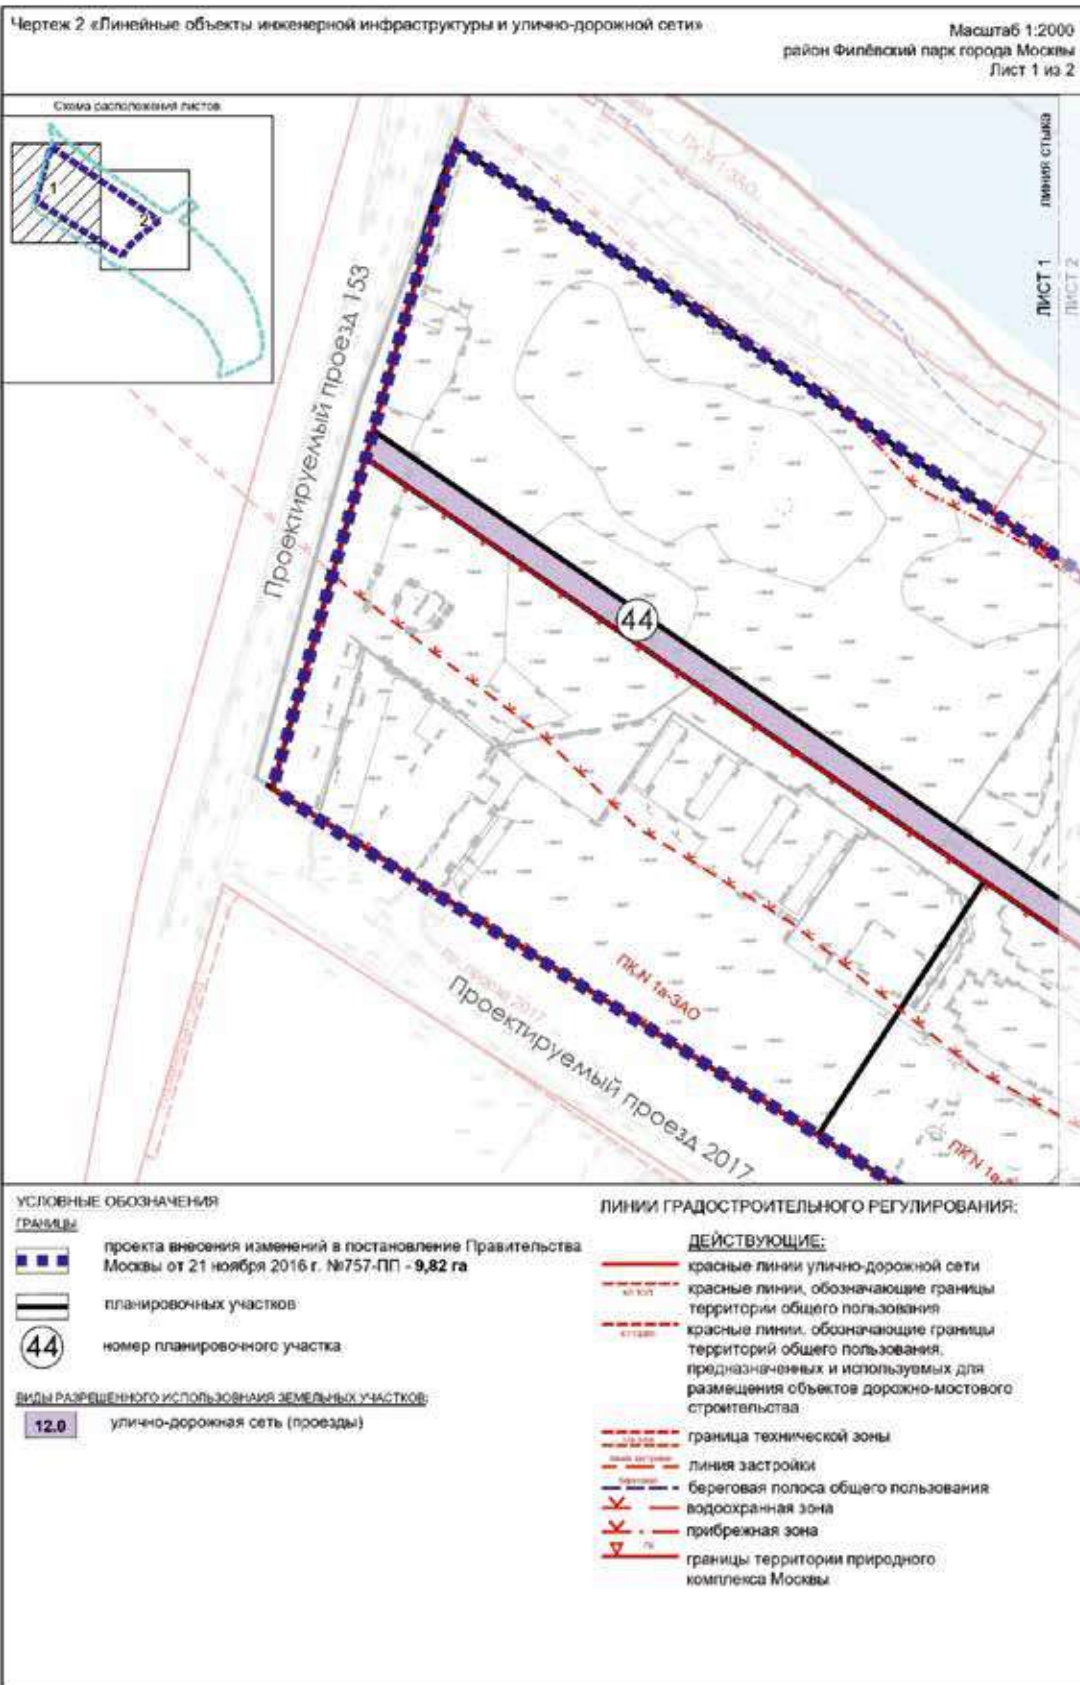 Чертеж 2 «Линейные объекты инженерной инфраструктуры и улично-дорожной сети»
Масштаб 1:2000
район Филёвский парк города Москвы
Лист 1 из 2
Схема расположения листов
1
2
линия стыка
ЛИСТ 1
ЛИСТ 2
ПК N 1-ЗАО
Проектируемый проезд 153
44
ПК N 1а-ЗАО
Проектируемый проезд 2017
ПК N 1а-
УСЛОВНЫЕ ОБОЗНАЧЕНИЯ
ГРАНИЦЫ
проекта внесения изменений в постановление Правительства
Москвы от 21 ноября 2016 г. №757-ПП - 9,82 га
планировочных участков
44
номер планировочного участка
ВИДЫ РАЗРЕШЕННОГО ИСПОЛЬЗОВНАИЯ ЗЕМЕЛЬНЫХ УЧАСТКОВ:
12.0
улично-дорожная сеть (проезды)
ЛИНИИ ГРАДОСТРОИТЕЛЬНОГО РЕГУЛИРОВАНИЯ:
ДЕЙСТВУЮЩИЕ:
красные линии улично-дорожной сети
красные линии, обозначающие границы
территории общего пользования
красные линии, обозначающие границы
территорий общего пользования,
предназначенных и используемых для
размещения объектов дорожно-мостового
строительства
граница технической зоны
линия застройки
береговая полоса общего пользования
водоохранная зона
прибрежная зона
границы территории природного
комплекса Москвы